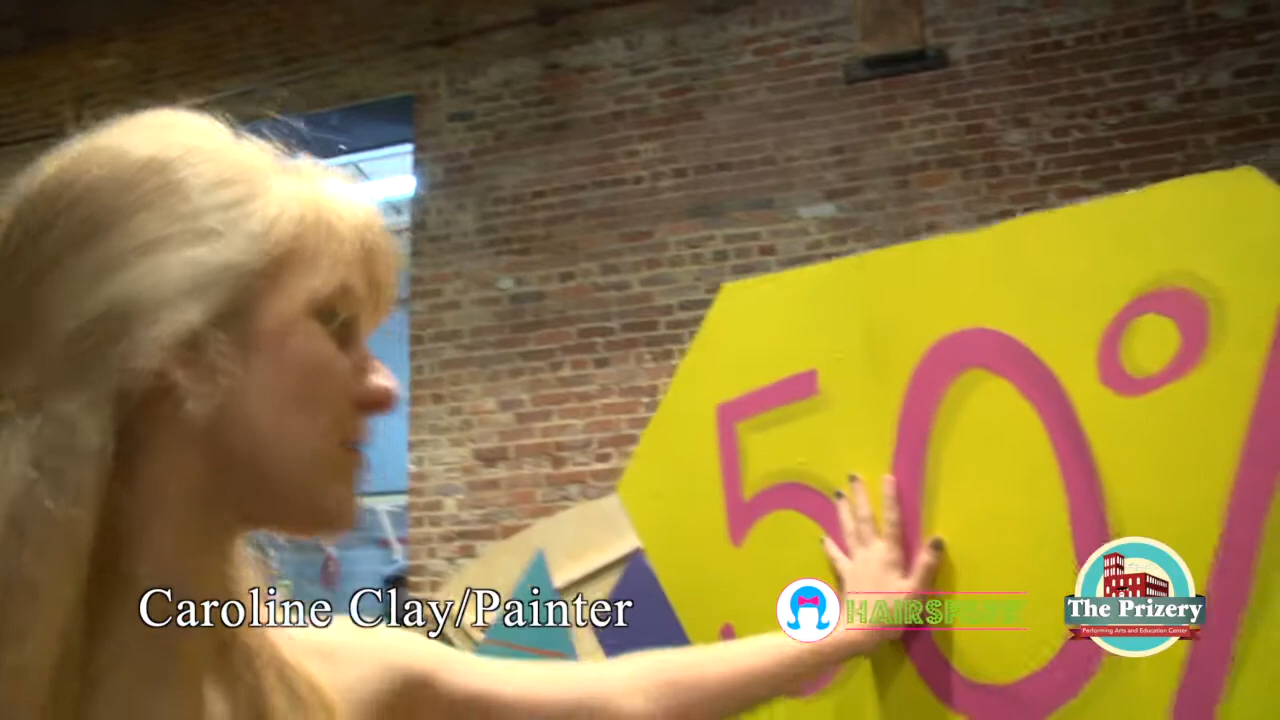 50%
Caroline Clay/Painter
HAIRSPRAY
The Prizery
Performing Arts and Education Center